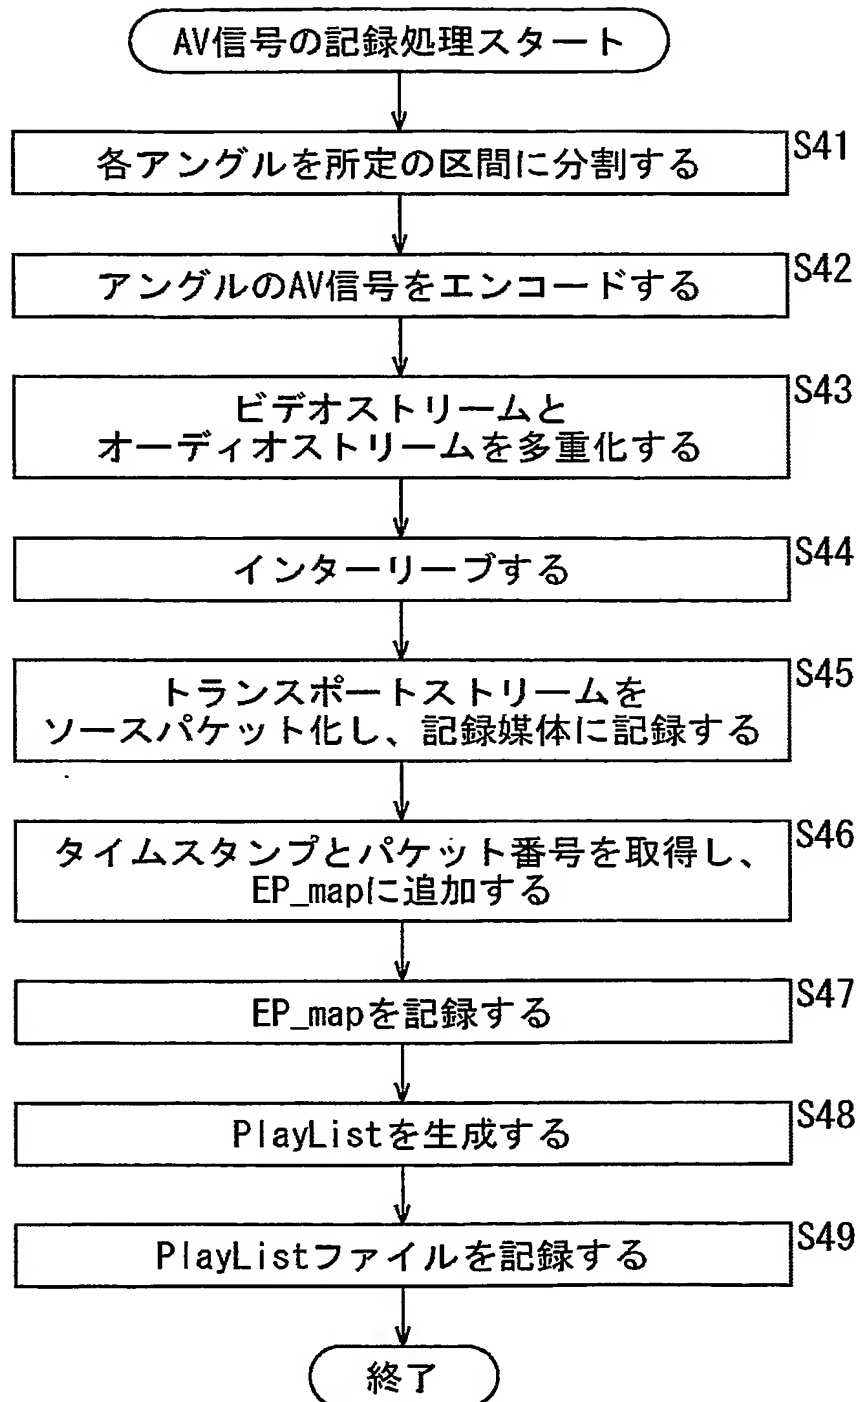 AV信号の記録処理スタート
S41
各アングルを所定の区間に分割する
S42
アングルのAV信号をエンコードする
S43
ビデオストリームと
オーディオストリームを多重化する
S44
インターリーブする
S45
トランスポートストリームを
ソースパケット化し、記録媒体に記録する
S46
タイムスタンプとパケット番号を取得し、
EP_mapに追加する
S47
EP_mapを記録する
S48
PlayListを生成する
S49
PlayListファイルを記録する
終了